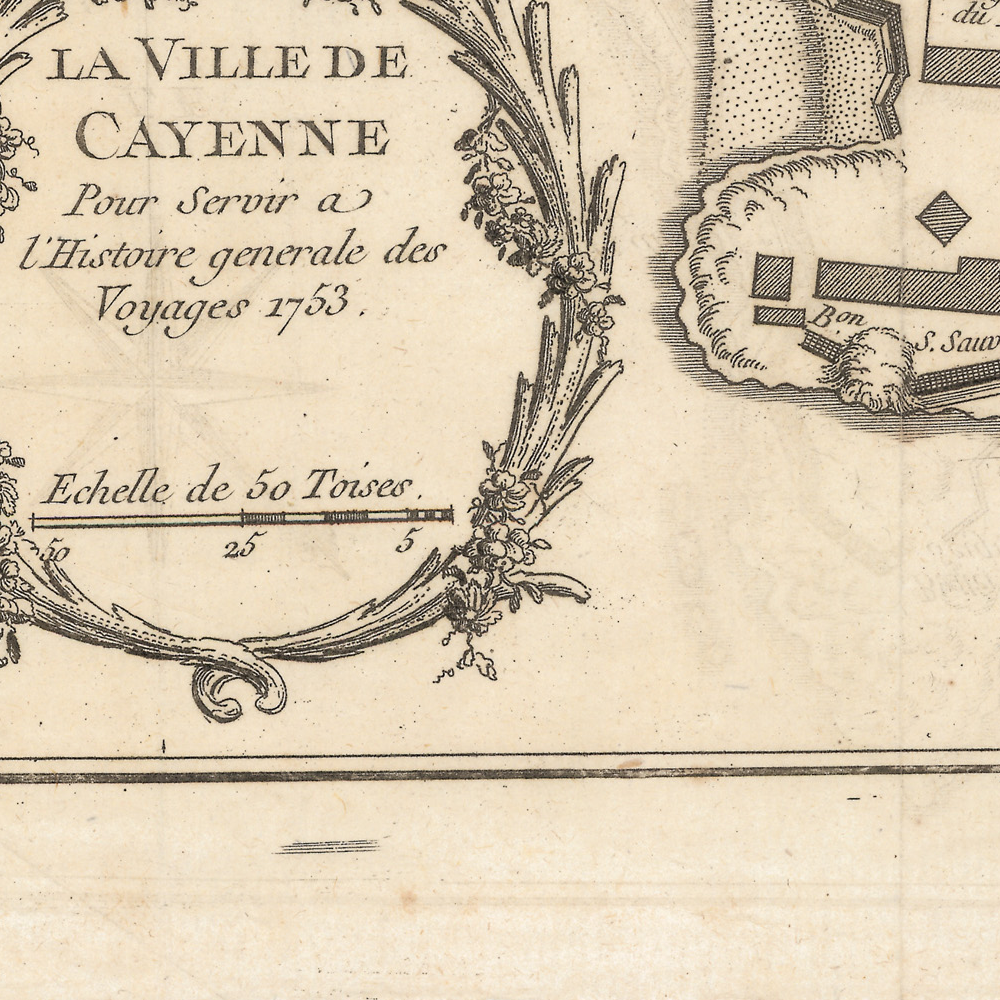 LA VILLE DE
CAYENNE
Pour Servir a
l'Histoire generale des
Voyages 1753.
Echelle de 50 Toises.
50 25 5
du
Bon
S. Sauv